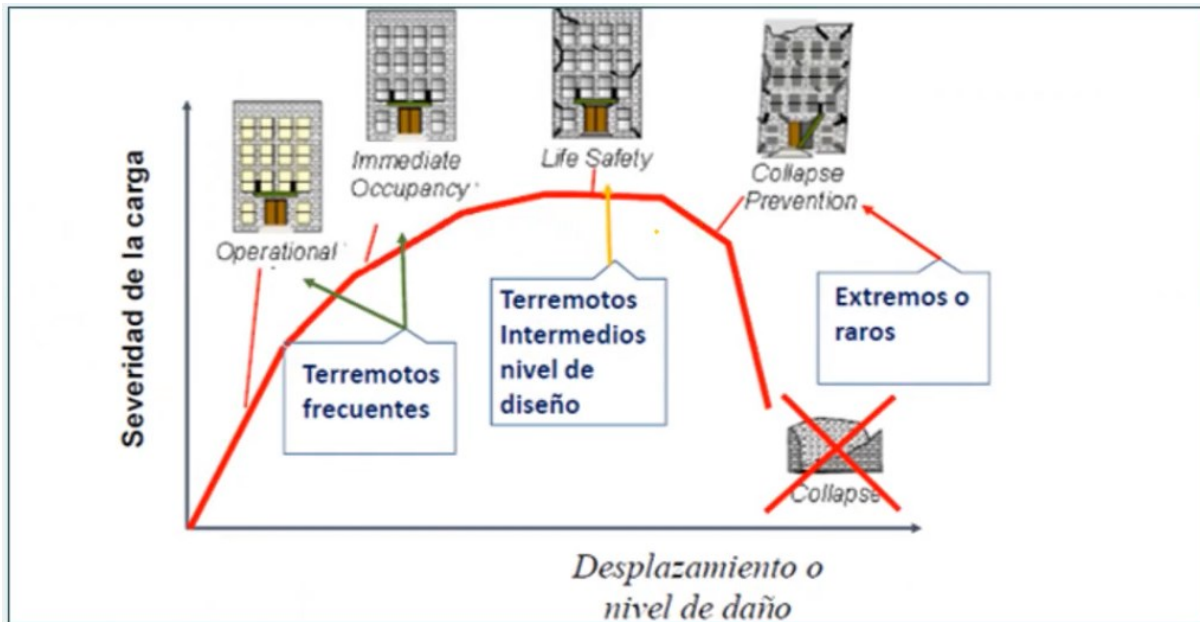 Severidad de la carga
Operational
Immediate
Occupancy
Life Safety
Collapse
Prevention
Terremotos
frecuentes
Terremotos
Intermedios
nivel de
diseño
Extremos o
raros
Collapse
Desplazamiento o
nivel de daño